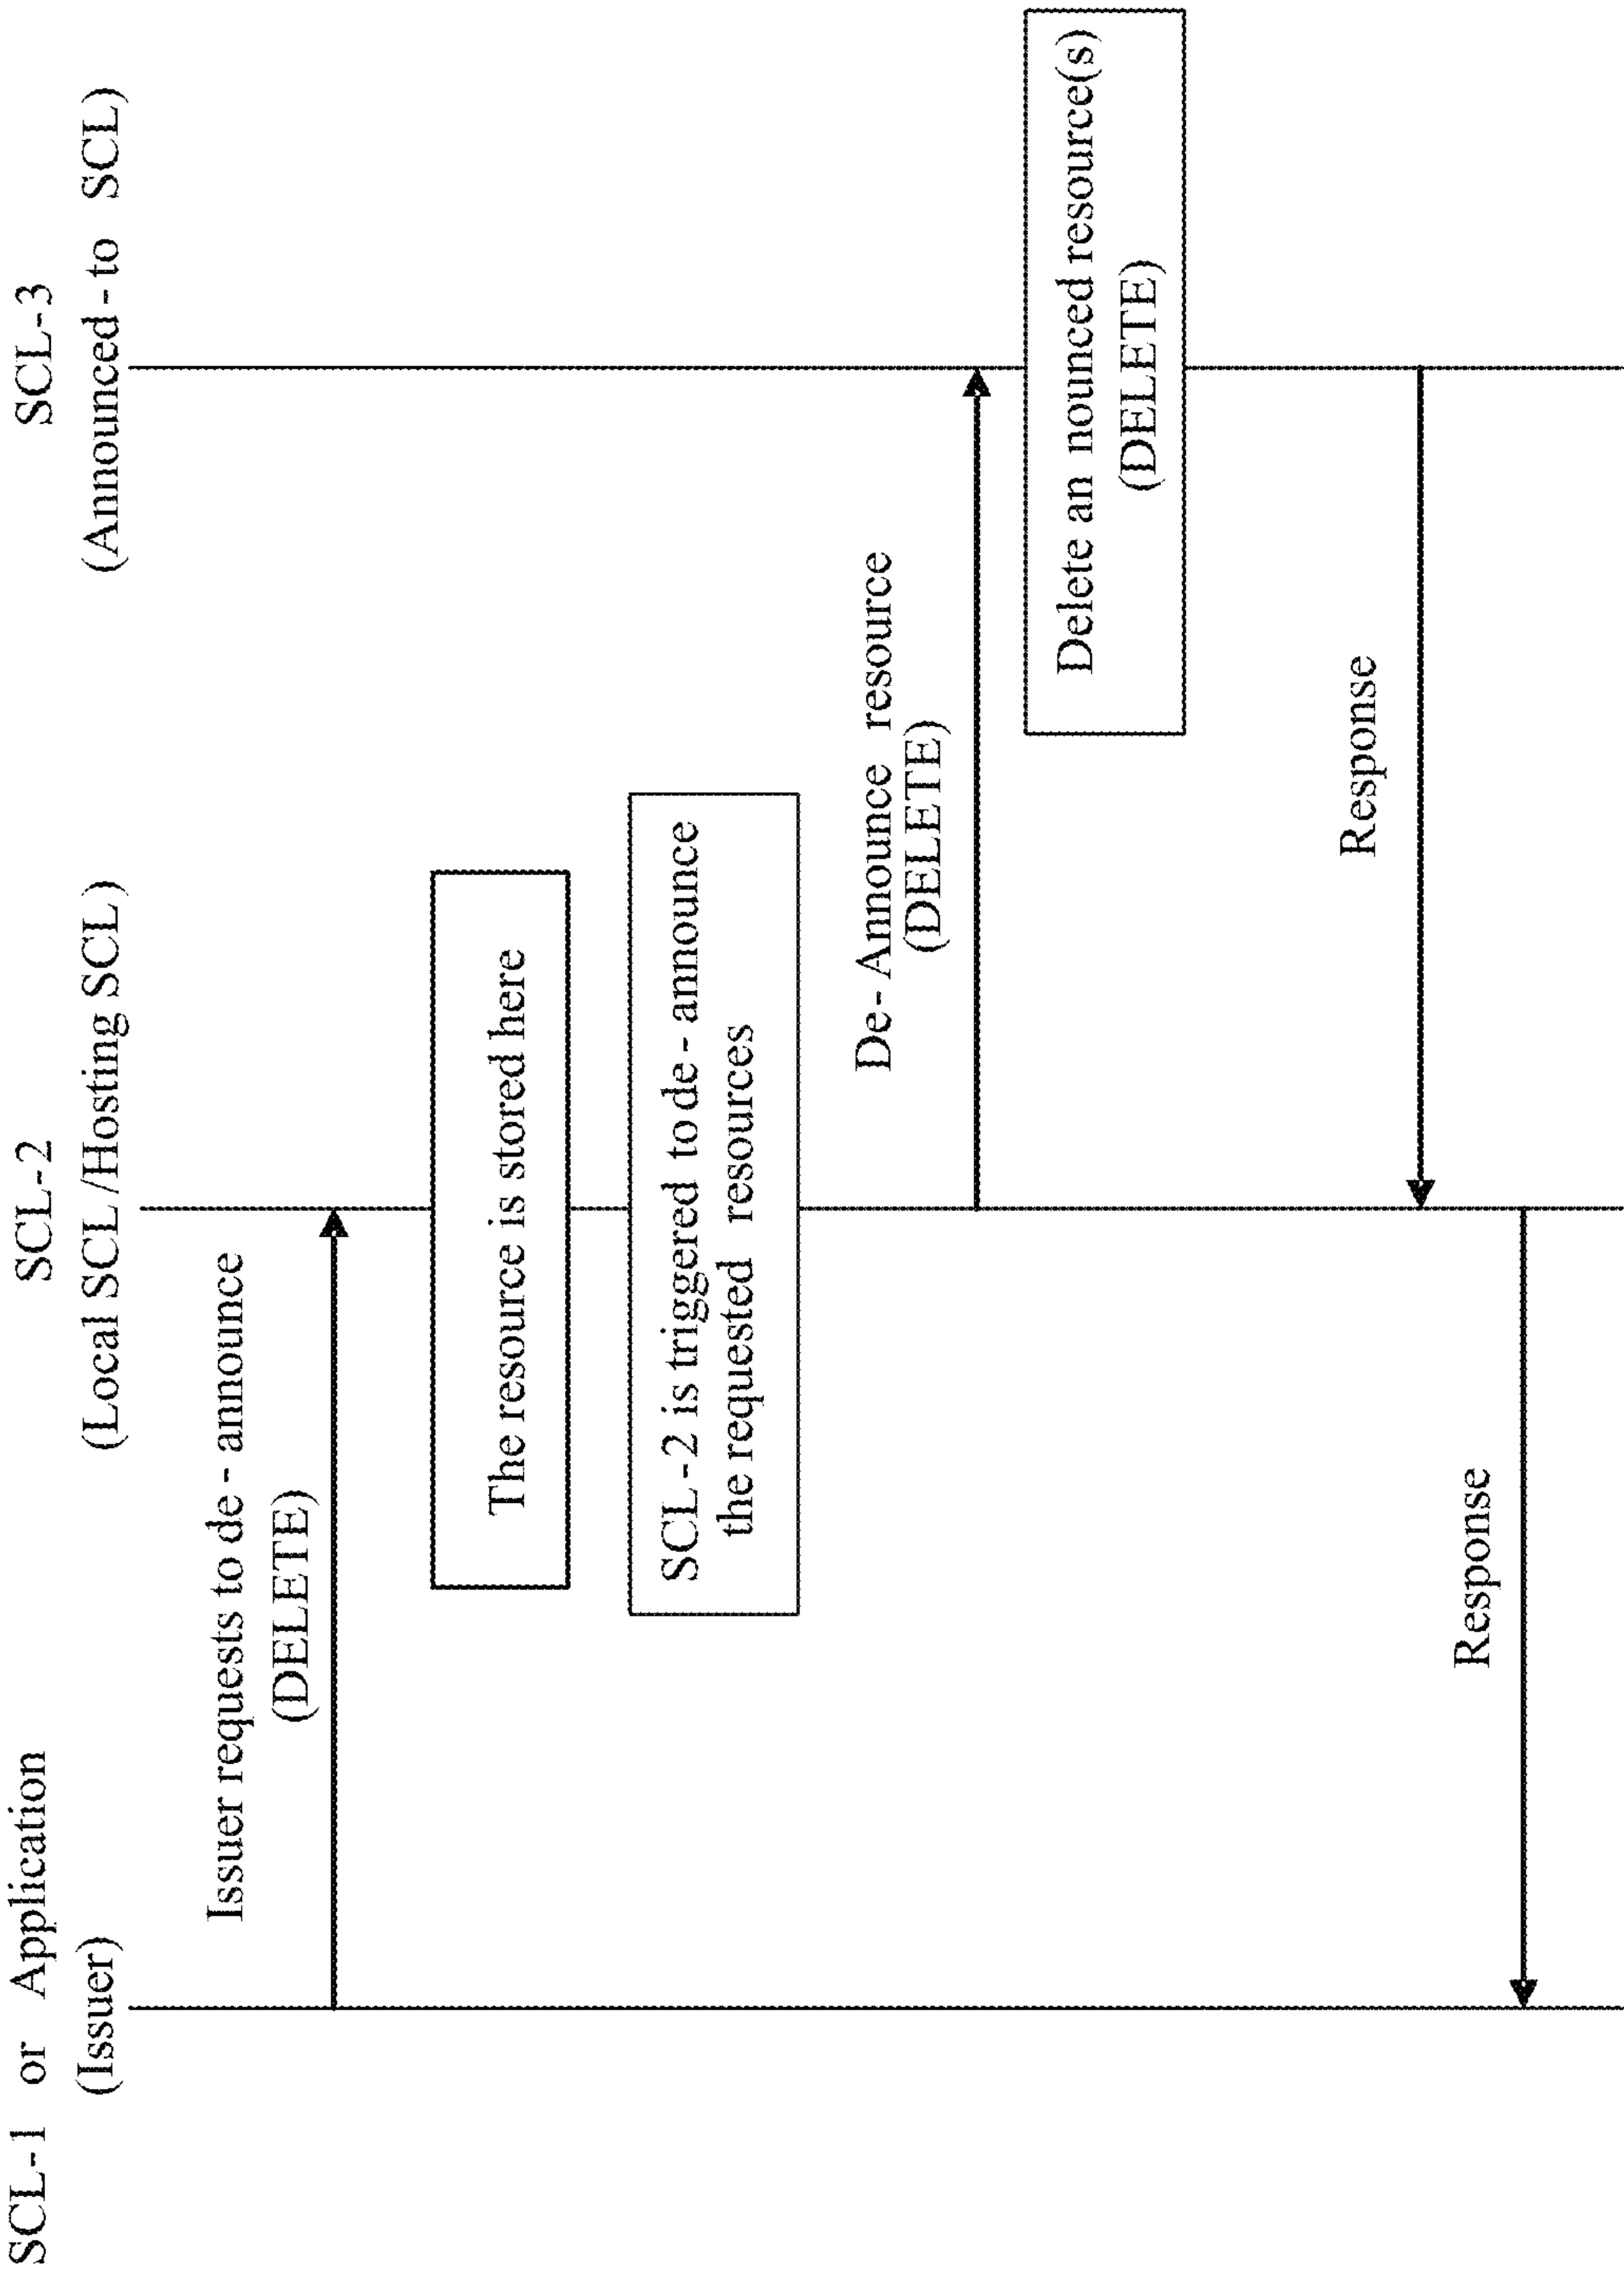 SCL-1 or Application
(Issuer)
SCL-2
(Local SCL /Hosting SCL)
SCL-3
(Announced - to SCL)
Issuer requests to de - announce
(DELETE)
The resource is stored here
SCL -2 is triggered to de - announce
the requested resources
De- Announce resource
(DELETE)
Delete an nounced resource(s)
(DELETE)
Response
Response